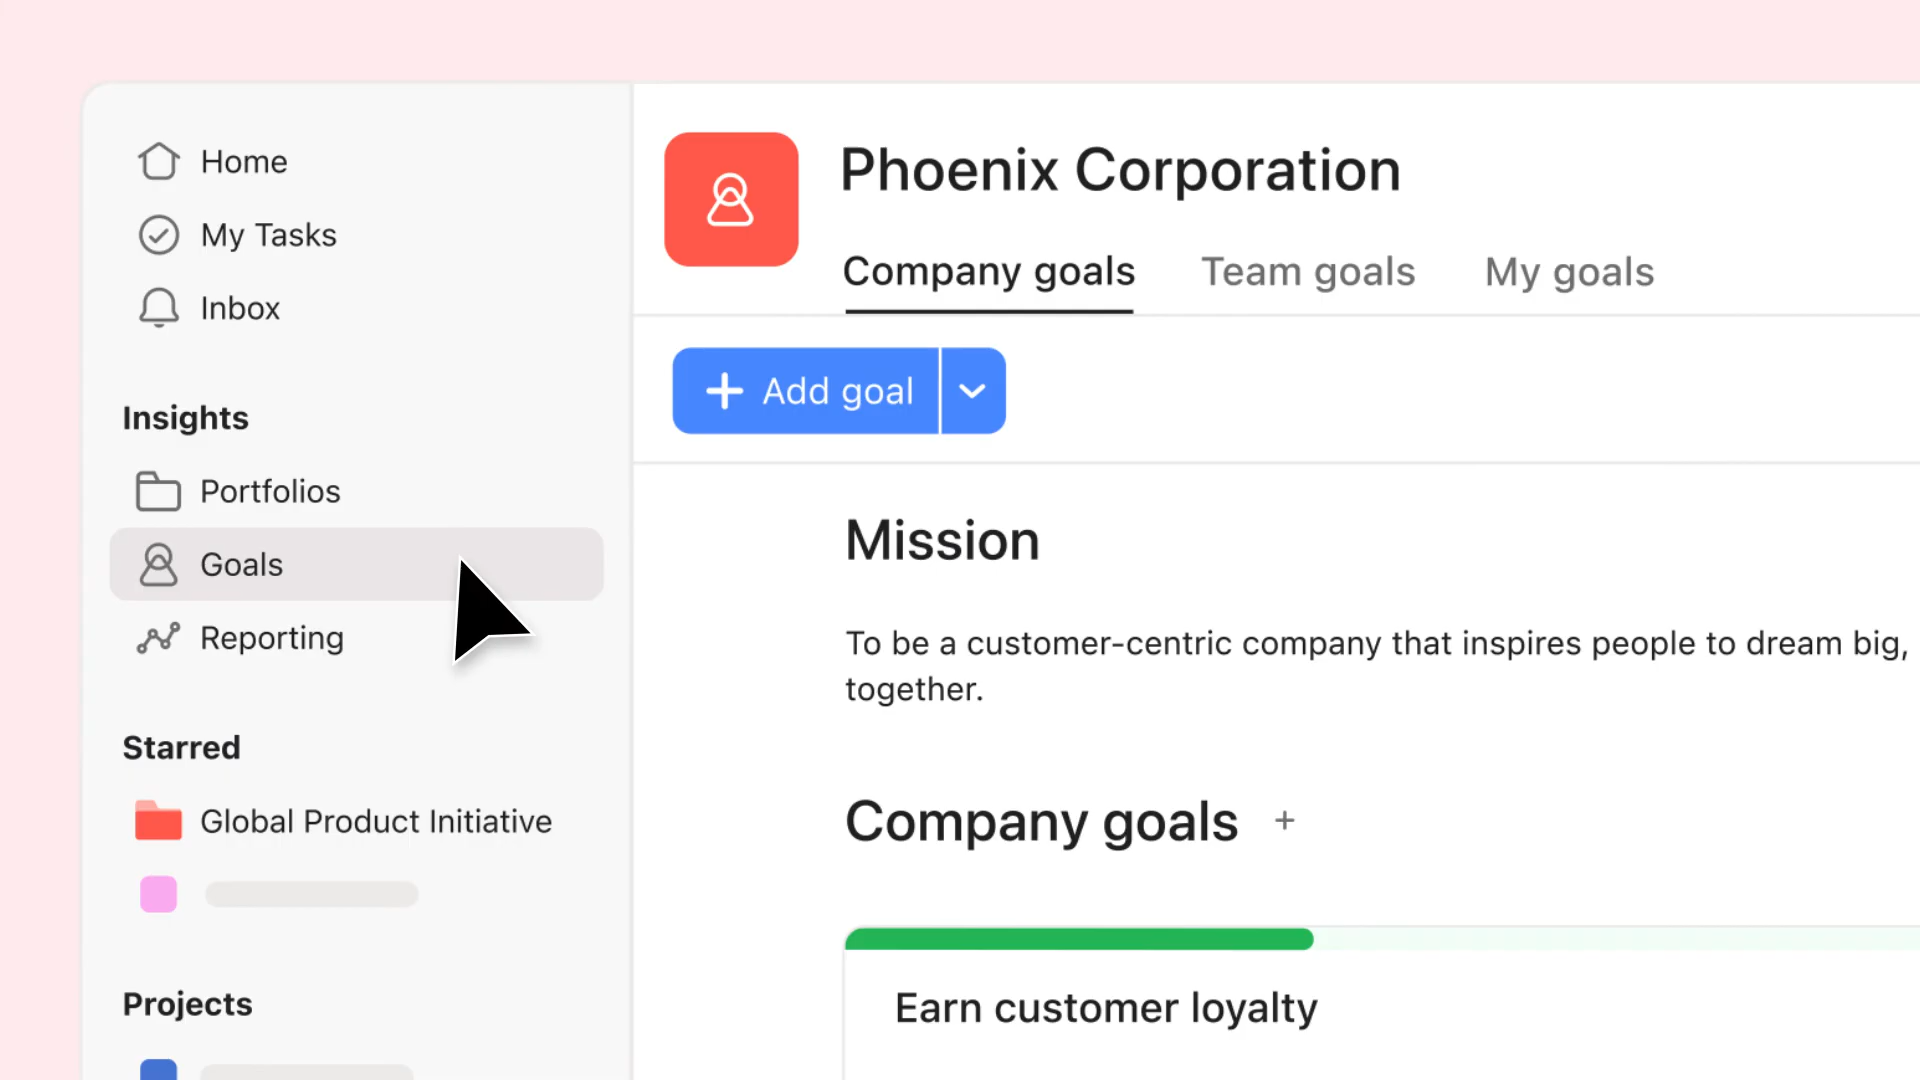 Home
My Tasks
Inbox
Insights
Portfolios
Goals
Reporting
Starred
Global Product Initiative
Projects
Phoenix Corporation
Company goals
Team goals
My goals
Add goal
Mission
To be a customer-centric company that inspires people to dream big,
together.
Company goals +
Earn customer loyalty